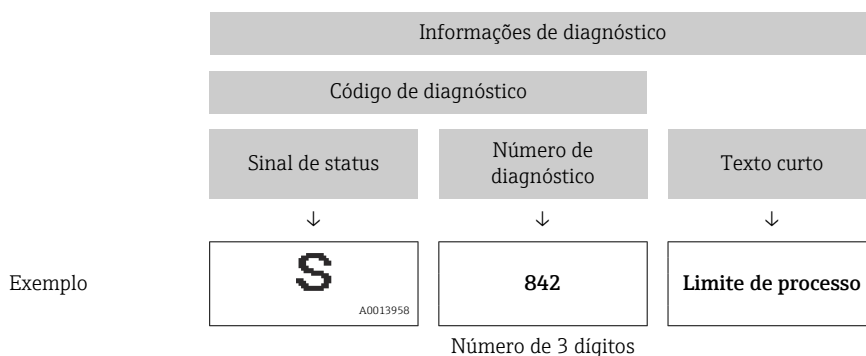 Informações de diagnóstico
Código de diagnóstico
Sinal de status
Número de
diagnóstico
Texto curto
↓ ↓ ↓
Exemplo
S
A0013958
842
Limite de processo
Número de 3 dígitos